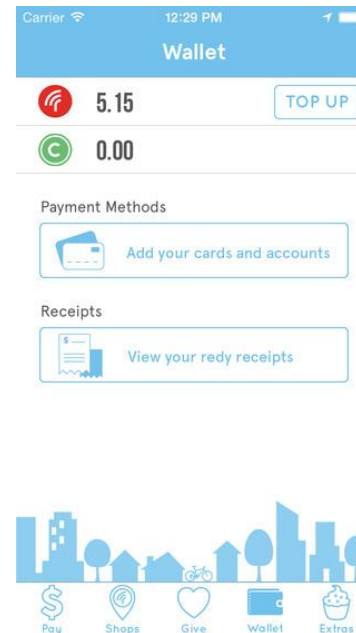 Carrier 12:29 PM
Wallet
5.15 TOP UP
C 0.00
Payment Methods
Add your cards and accounts
Receipts
View your redy receipts
Pay Shops Give Wallet Extras